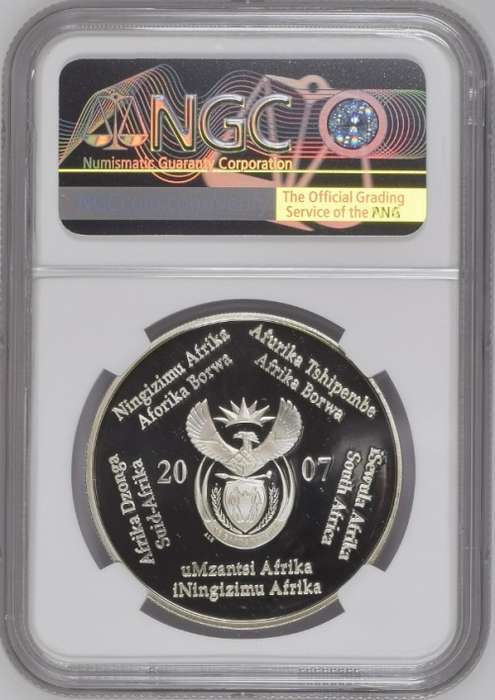 NGC
Numismatic Guaranty Corporation
The Official Grading
Service of the ANA
Ningizimu Afrika
Aforika Borwa
Afurika Tshipembe
Afrika Borwa
iSewula Afrika
South Africa
uMzantsi Afrika
iNingizimu Afrika
Afrika Dzonga
Suid-Afrika
20 07